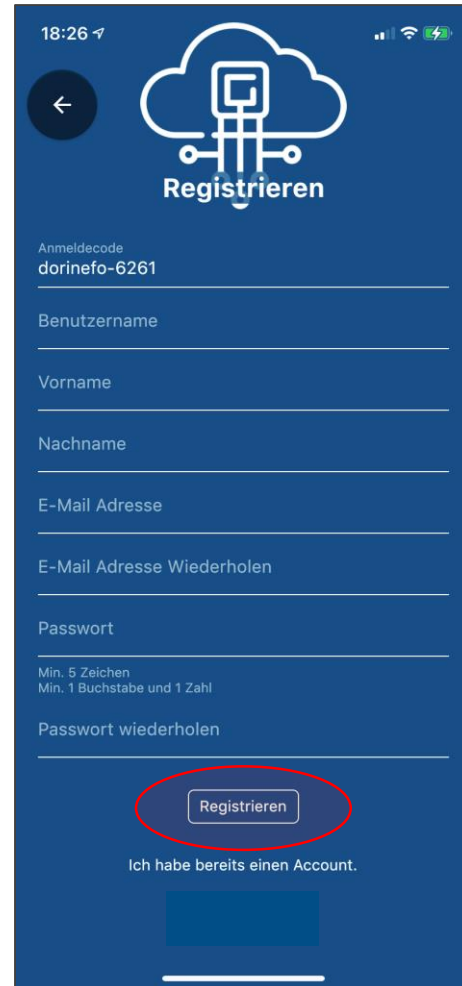 18:26
Registrieren
Anmeldecode
dorinefo-6261
Benutzername
Vorname
Nachname
E-Mail Adresse
E-Mail Adresse Wiederholen
Passwort
Min. 5 Zeichen
Min. 1 Buchstabe und 1 Zahl
Passwort wiederholen
Registrieren
Ich habe bereits einen Account.